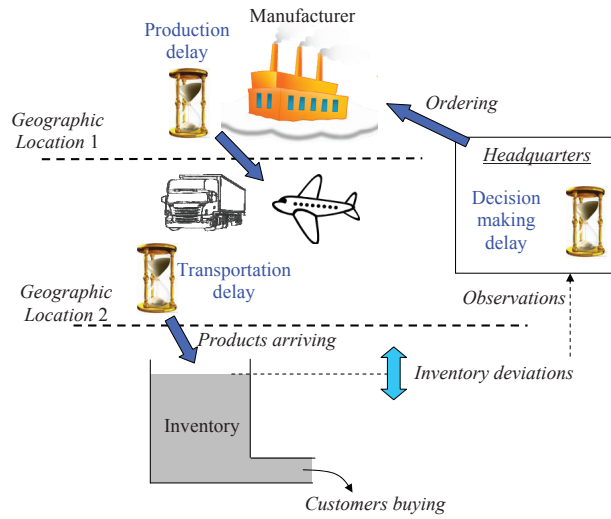 Manufacturer
Production
delay
Ordering
Geographic
Location 1
Headquarters
Decision
making
delay
Transportation
delay
Geographic
Location 2
Observations
Products arriving
Inventory deviations
Inventory
Customers buying